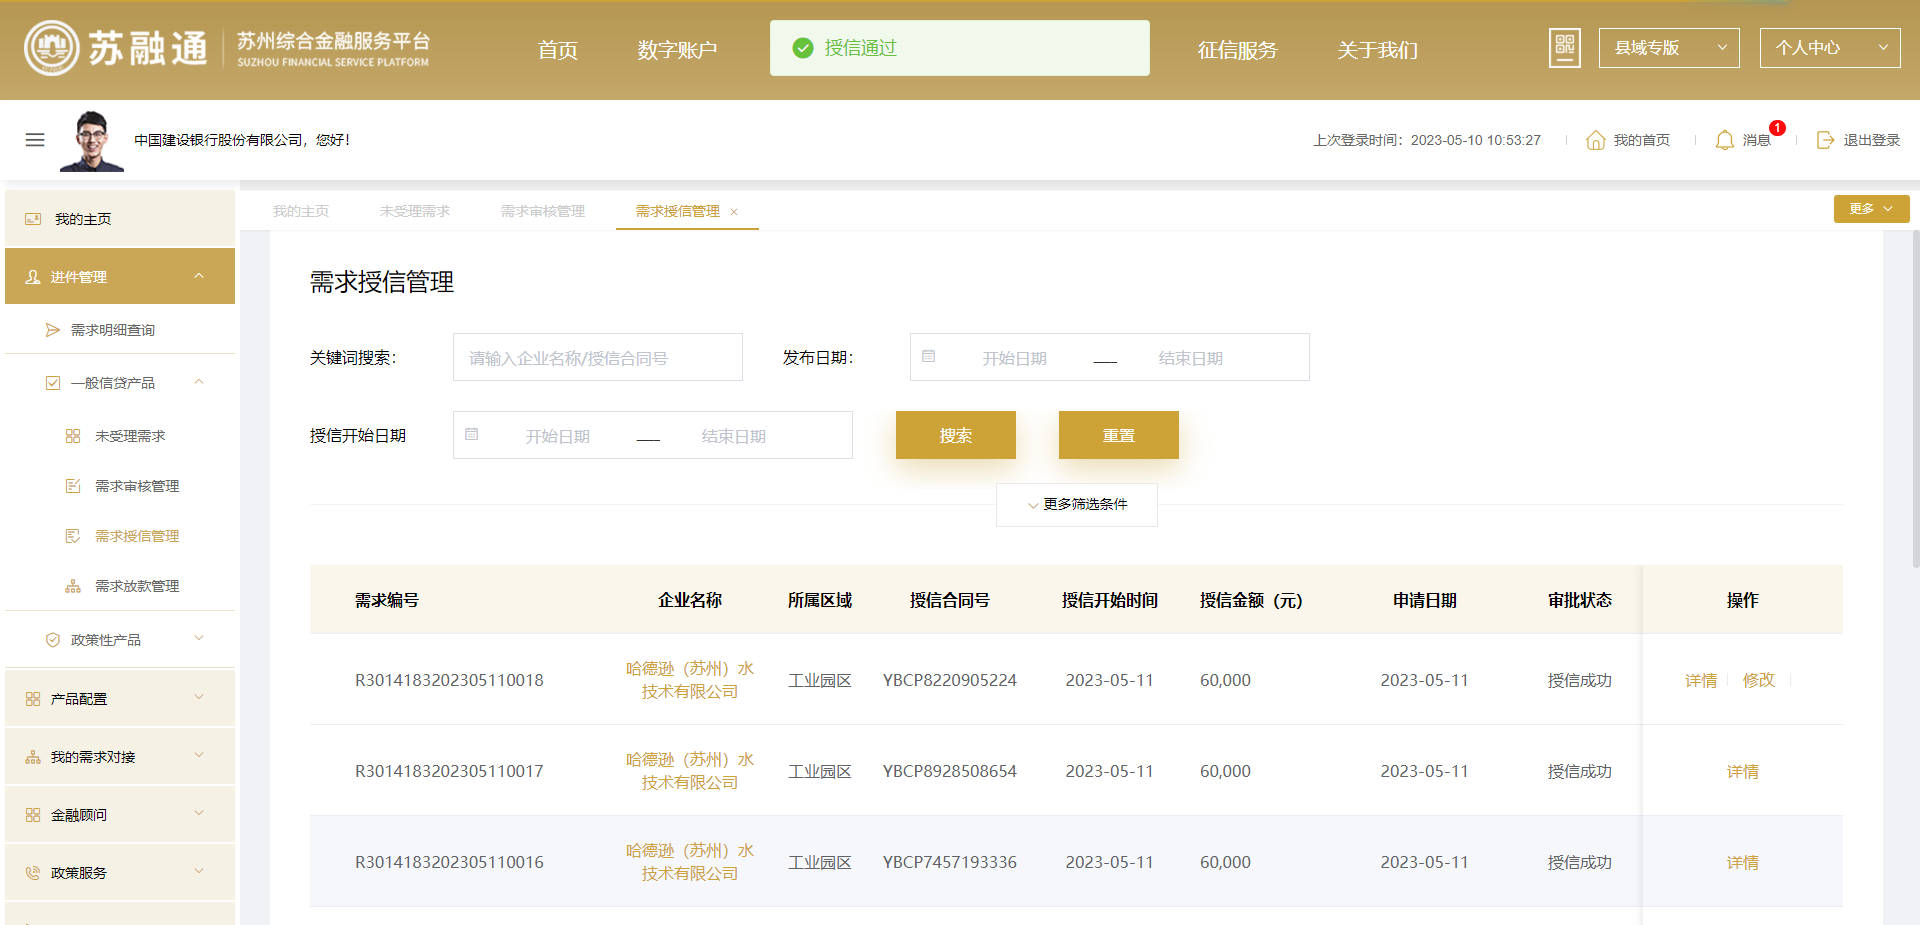 苏融通 苏州综合金融服务平台
SUZHOU FINANCIAL SERVICE PLATFORM
首页 数字账户 授信通过 征信服务 关于我们 县域专版 个人中心
中国建设银行股份有限公司，您好！ 上次登录时间：2023-05-10 10:53:27 我的首页 消息 1 退出登录
我的主页 未受理需求 需求审核管理 需求授信管理 × 更多
我的主页
进件管理
需求明细查询
一般信贷产品
未受理需求
需求审核管理
需求授信管理
需求放款管理
政策性产品
产品配置
我的需求对接
金融顾问
政策服务
需求授信管理
关键词搜索： 请输入企业名称/授信合同号 发布日期： 开始日期 — 结束日期
授信开始日期 开始日期 — 结束日期 搜索 重置
更多筛选条件
需求编号 企业名称 所属区域 授信合同号 授信开始时间 授信金额（元） 申请日期 审批状态 操作
R3014183202305110018 哈德逊（苏州）水技术有限公司 工业园区 YBCP8220905224 2023-05-11 60,000 2023-05-11 授信成功 详情 修改
R3014183202305110017 哈德逊（苏州）水技术有限公司 工业园区 YBCP8928508654 2023-05-11 60,000 2023-05-11 授信成功 详情
R3014183202305110016 哈德逊（苏州）水技术有限公司 工业园区 YBCP7457193336 2023-05-11 60,000 2023-05-11 授信成功 详情